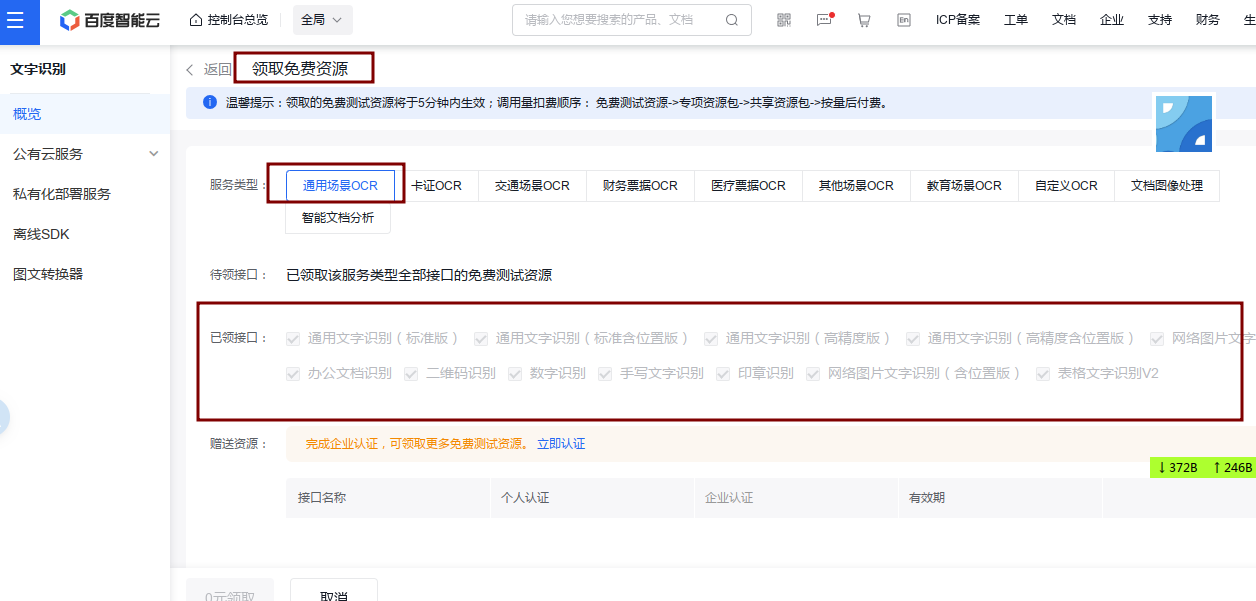 百度智能云 控制台总览 全局 请输入您想要搜索的产品、文档 En ICP备案 工单 文档 企业 支持 财务 生
文字识别
返回 领取免费资源
温馨提示：领取的免费测试资源将于5分钟内生效；调用量扣费顺序： 免费测试资源->专项资源包->共享资源包->按量后付费。
概览
公有云服务
私有化部署服务
离线SDK
图文转换器
服务类型： 通用场景OCR 卡证OCR 交通场景OCR 财务票据OCR 医疗票据OCR 其他场景OCR 教育场景OCR 自定义OCR 文档图像处理
智能文档分析
待领接口： 已领取该服务类型全部接口的免费测试资源
已领接口： 通用文字识别（标准版） 通用文字识别（标准含位置版） 通用文字识别（高精度版） 通用文字识别（高精度含位置版） 网络图片文字
办公文档识别 二维码识别 数字识别 手写文字识别 印章识别 网络图片文字识别（含位置版） 表格文字识别V2
赠送资源： 完成企业认证，可领取更多免费测试资源。 立即认证
↓372B ↑246B
接口名称 个人认证 企业认证 有效期
0元领取 取消